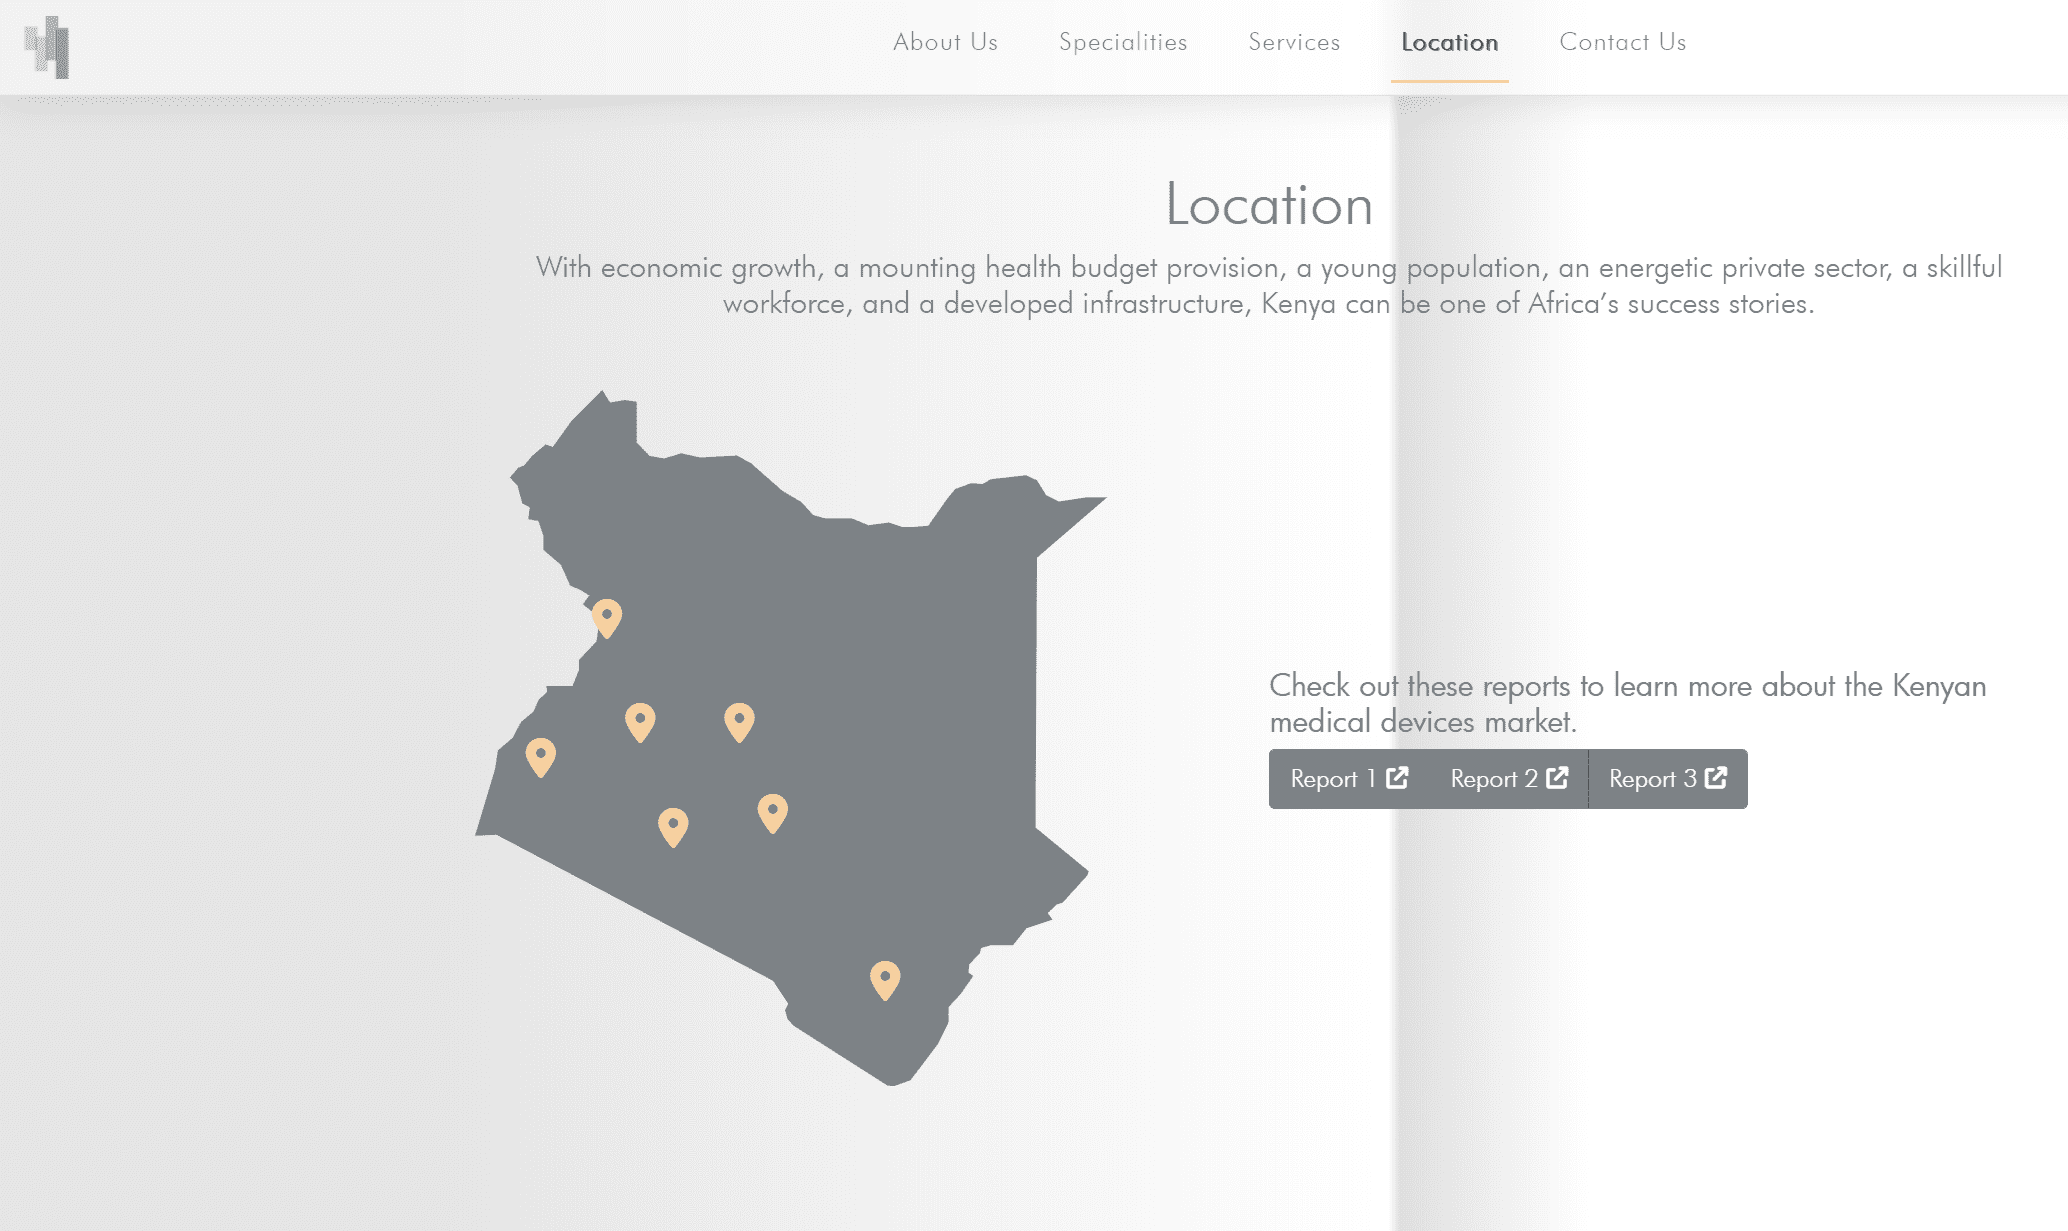 About Us Specialities Services Location Contact Us
Location
With economic growth, a mounting health budget provision, a young population, an energetic private sector, a skillful
workforce, and a developed infrastructure, Kenya can be one of Africa’s success stories.
Check out these reports to learn more about the Kenyan
medical devices market.
Report 1 Report 2 Report 3